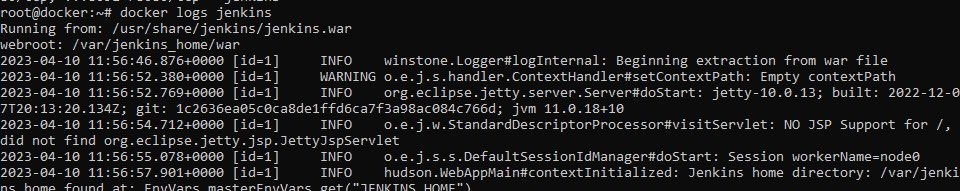 root@docker:~# docker logs jenkins
Running from: /usr/share/jenkins/jenkins.war
webroot: /var/jenkins_home/war
2023-04-10 11:56:46.876+0000 [id=1]     INFO    winstone.Logger#logInternal: Beginning extraction from war file
2023-04-10 11:56:52.380+0000 [id=1]     WARNING o.e.j.s.handler.ContextHandler#setContextPath: Empty contextPath
2023-04-10 11:56:52.769+0000 [id=1]     INFO    org.eclipse.jetty.server.Server#doStart: jetty-10.0.13; built: 2022-12-0
7T20:13:20.134Z; git: 1c2636ea05c0ca8de1ffd6ca7f3a98ac084c766d; jvm 11.0.18+10
2023-04-10 11:56:54.712+0000 [id=1]     INFO    o.e.j.w.StandardDescriptorProcessor#visitServlet: NO JSP Support for /,
did not find org.eclipse.jetty.jsp.JettyJspServlet
2023-04-10 11:56:55.078+0000 [id=1]     INFO    o.e.j.s.s.DefaultSessionIdManager#doStart: Session workerName=node0
2023-04-10 11:56:57.901+0000 [id=1]     INFO    hudson.WebAppMain#contextInitialized: Jenkins home directory: /var/jenki
ns_home found at: EnvVars.masterEnvVars.get("JENKINS_HOME")